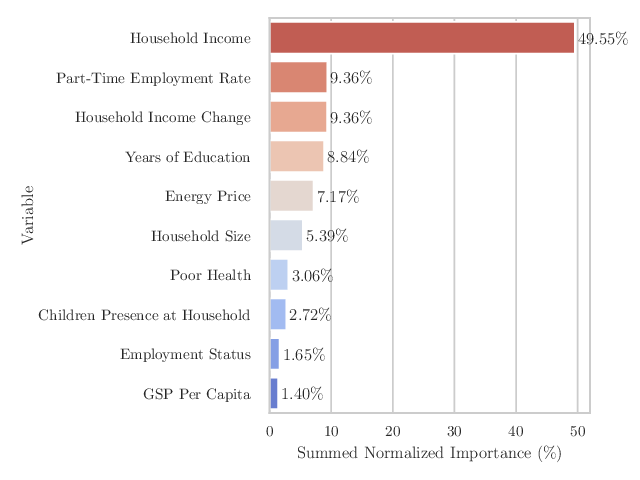 Household Income 49.55%
Part-Time Employment Rate 9.36%
Household Income Change 9.36%
Years of Education 8.84%
Energy Price 7.17%
Household Size 5.39%
Poor Health 3.06%
Children Presence at Household 2.72%
Employment Status 1.65%
GSP Per Capita 1.40%
Variable
0 10 20 30 40 50
Summed Normalized Importance (%)